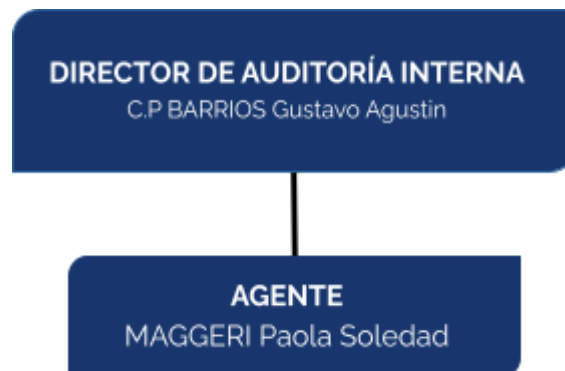 DIRECTOR DE AUDITORÍA INTERNA
C.P BARRIOS Gustavo Agustin
AGENTE
MAGGERI Paola Soledad